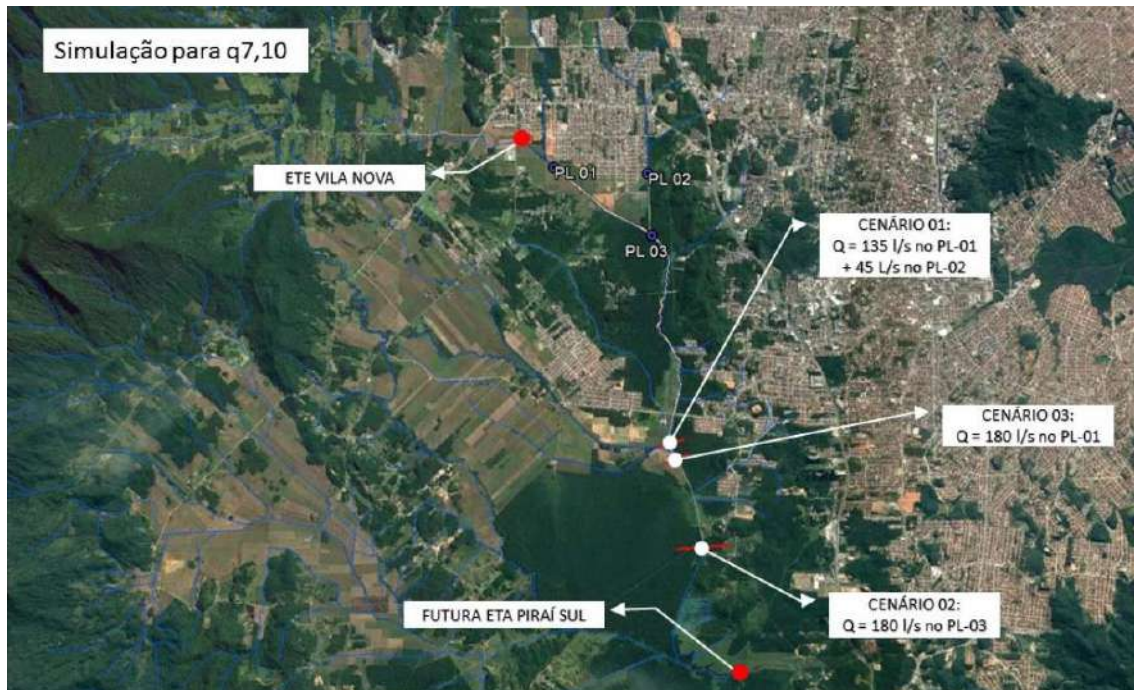 Simulação para q7,10
ETE VILA NOVA
PL 01
PL 02
PL 03
CENÁRIO 01:
Q = 135 l/s no PL-01
+ 45 L/s no PL-02
CENÁRIO 03:
Q = 180 l/s no PL-01
FUTURA ETA PIRAÍ SUL
CENÁRIO 02:
Q = 180 l/s no PL-03